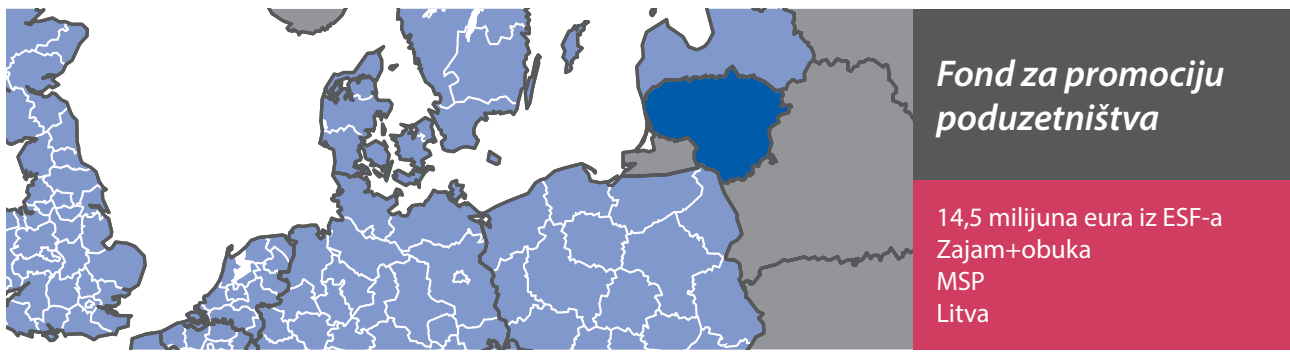 Fond za promociju
poduzetništva
14,5 milijuna eura iz ESF-a
Zajam+obuka
MSP
Litva